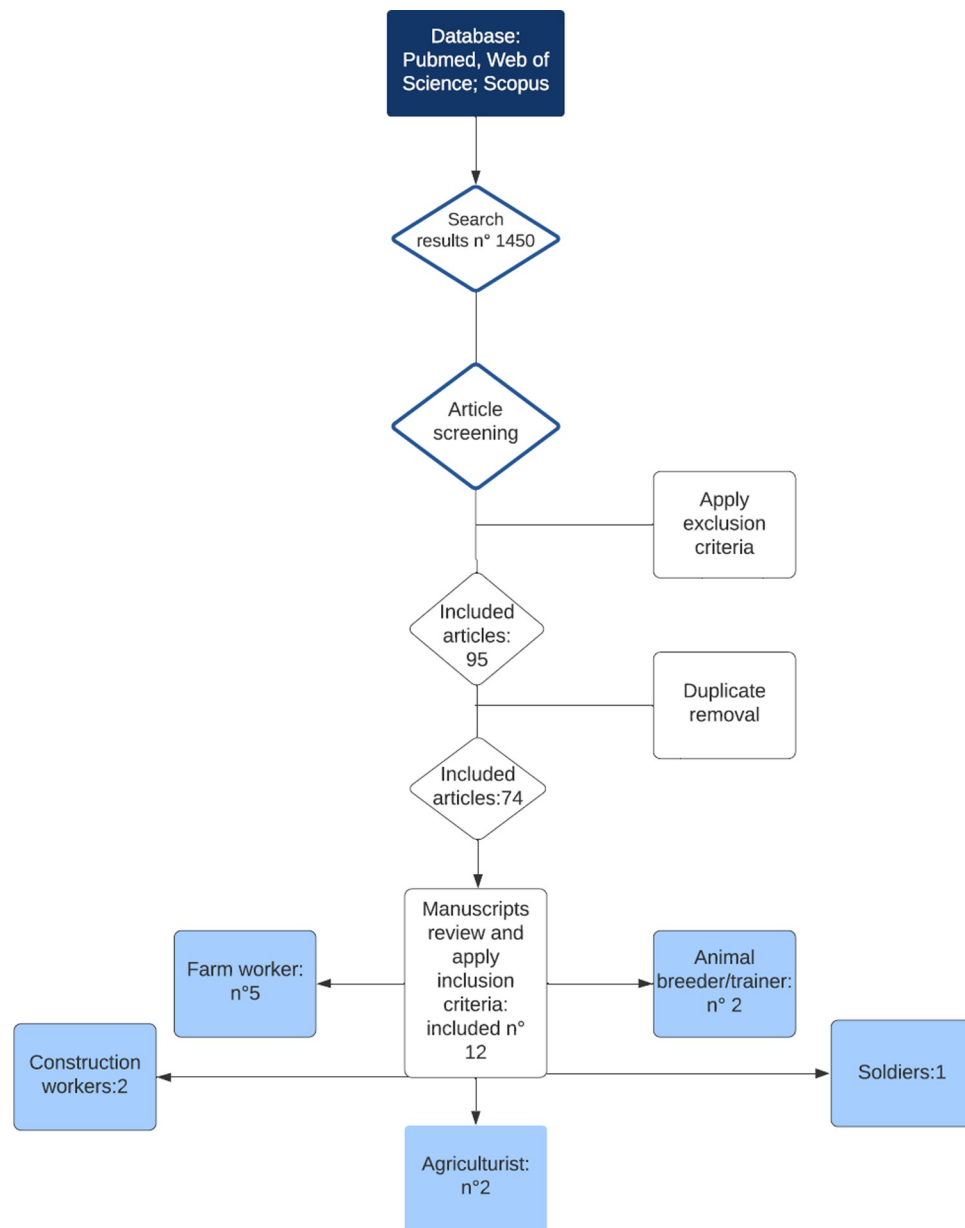 Database:
Pubmed, Web of
Science; Scopus
Search
results n° 1450
Article
screening
Apply
exclusion
criteria
Included
articles:
95
Duplicate
removal
Included
articles:74
Manuscripts
review and
apply
inclusion
criteria:
included n°
12
Farm worker:
n°5
Animal
breeder/trainer:
n° 2
Construction
workers:2
Soldiers:1
Agriculturist:
n°2